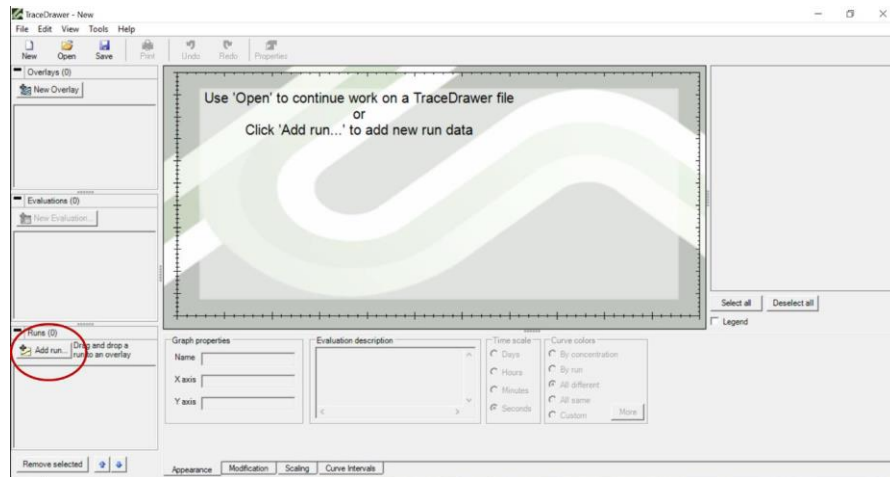 TraceDrawer - New
File Edit View Tools Help
New Open Save Print Undo Redo Properties
Overlays (0)
New Overlay
Use 'Open' to continue work on a TraceDrawer file
or
Click 'Add run...' to add new run data
Evaluations (0)
New Evaluation...
Select all Deselect all
Legend
Runs (0)
Add run...
Drag and drop a
run to an overlay
Graph properties
Name
X axis
Y axis
Evaluation description
Time scale
Days
Hours
Minutes
Seconds
Curve colors
By concentration
By run
All different
All same
Custom More
Remove selected
Appearance Modification Scaling Curve Intervals